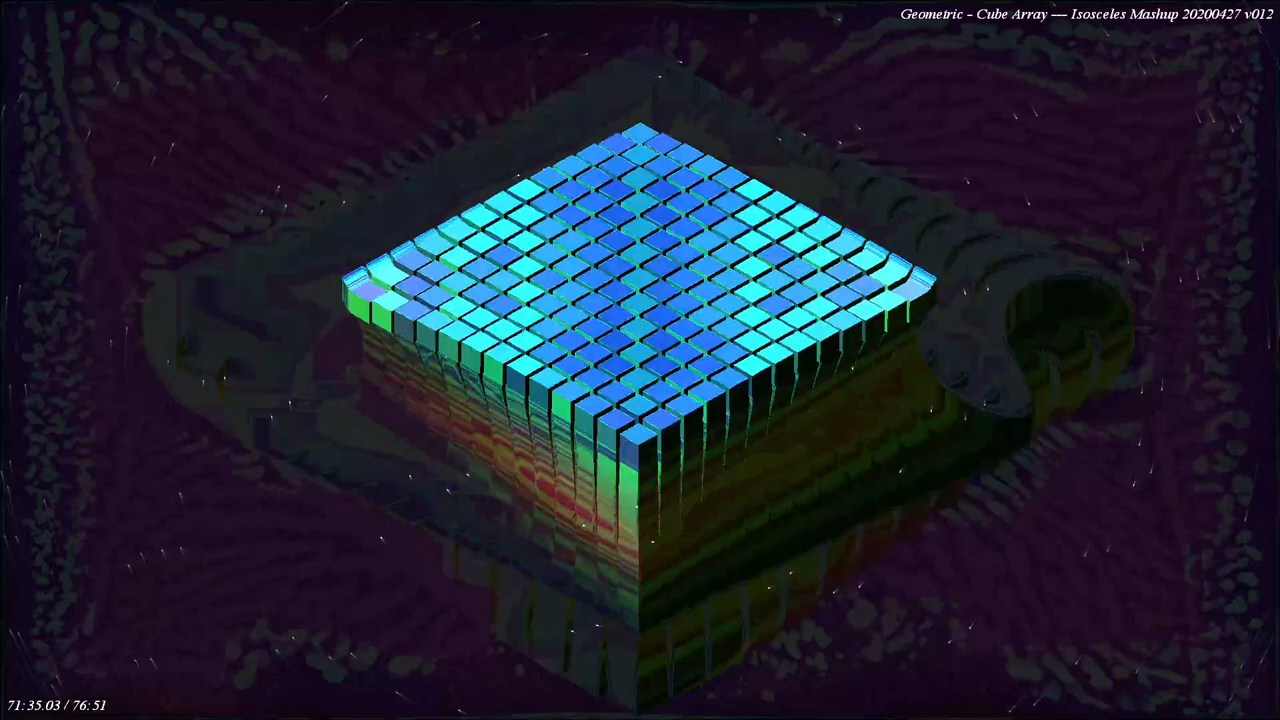 Geometric - Cube Array --- Isosceles Mashup 20200427 v012
71:35.03 / 76:51